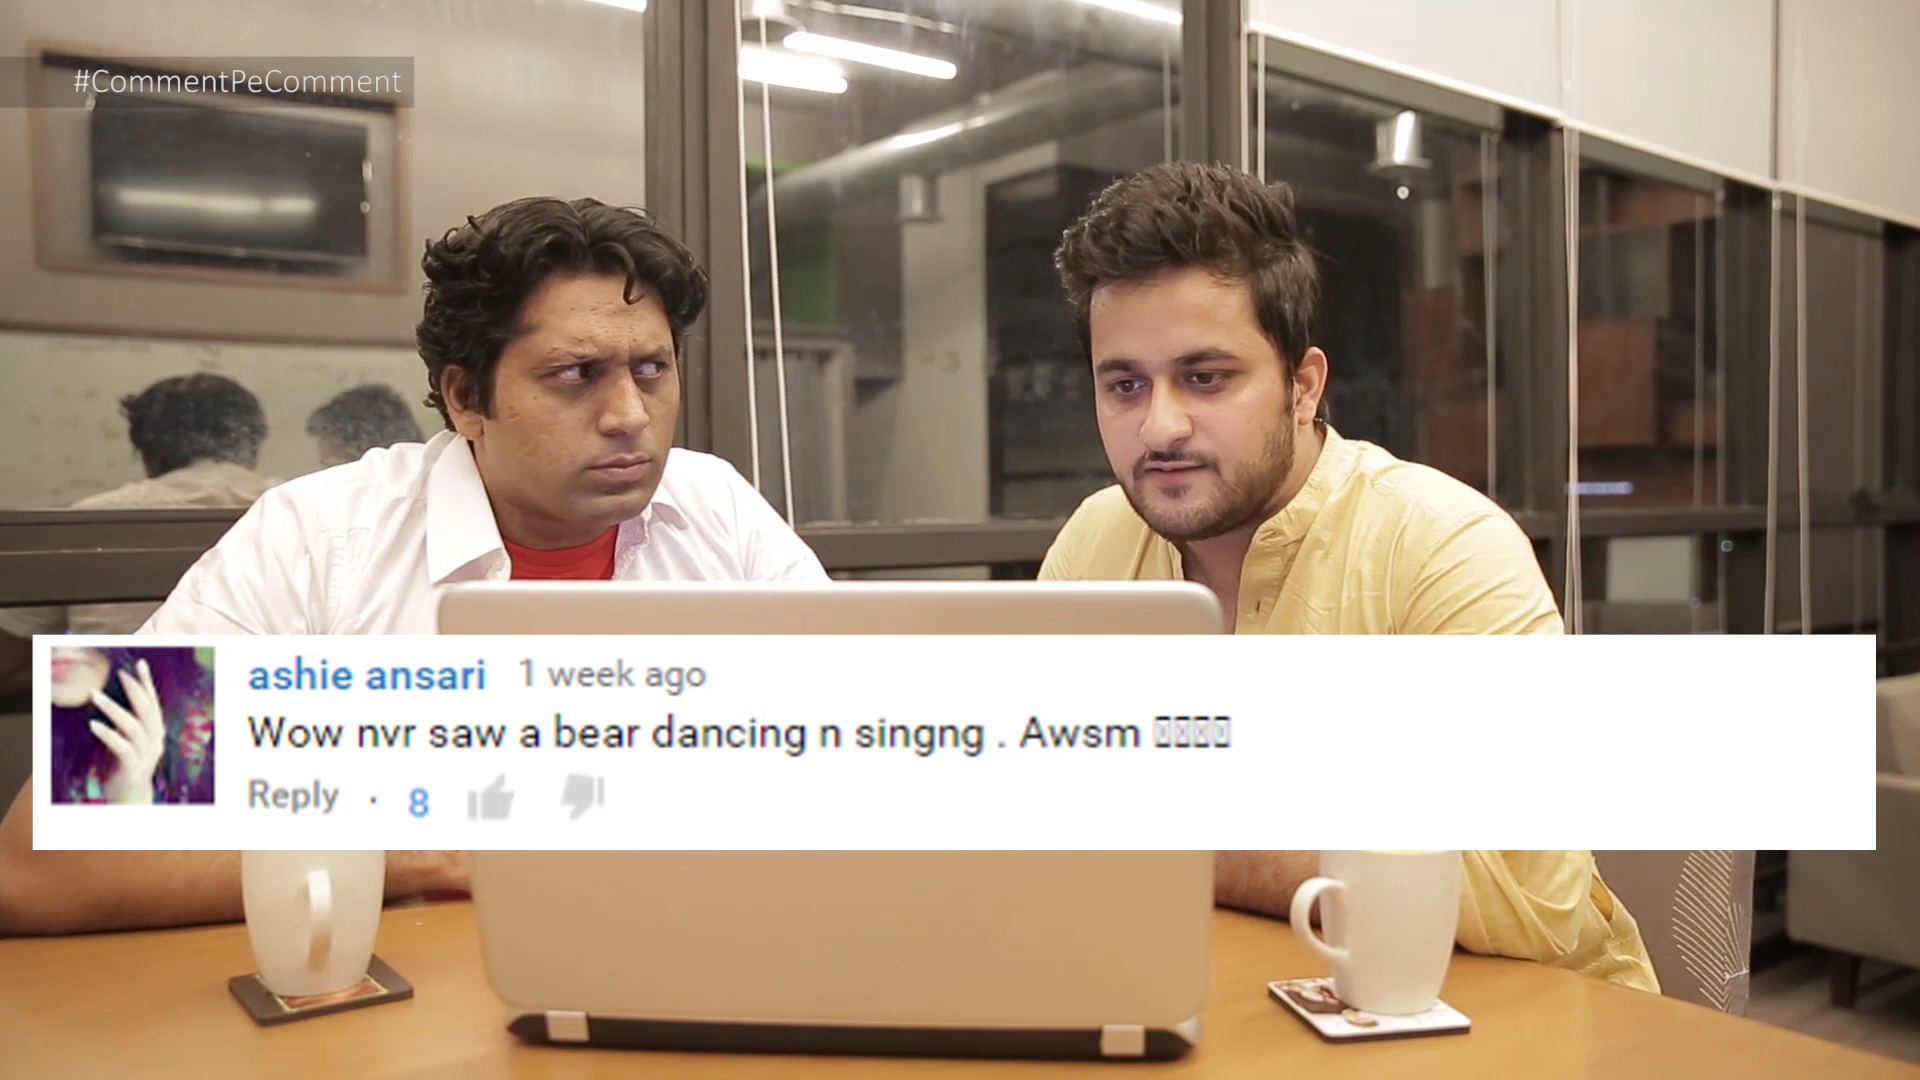 #CommentPeComment
ashie ansari 1 week ago
Wow nvr saw a bear dancing n singng . Awsm
Reply · 8